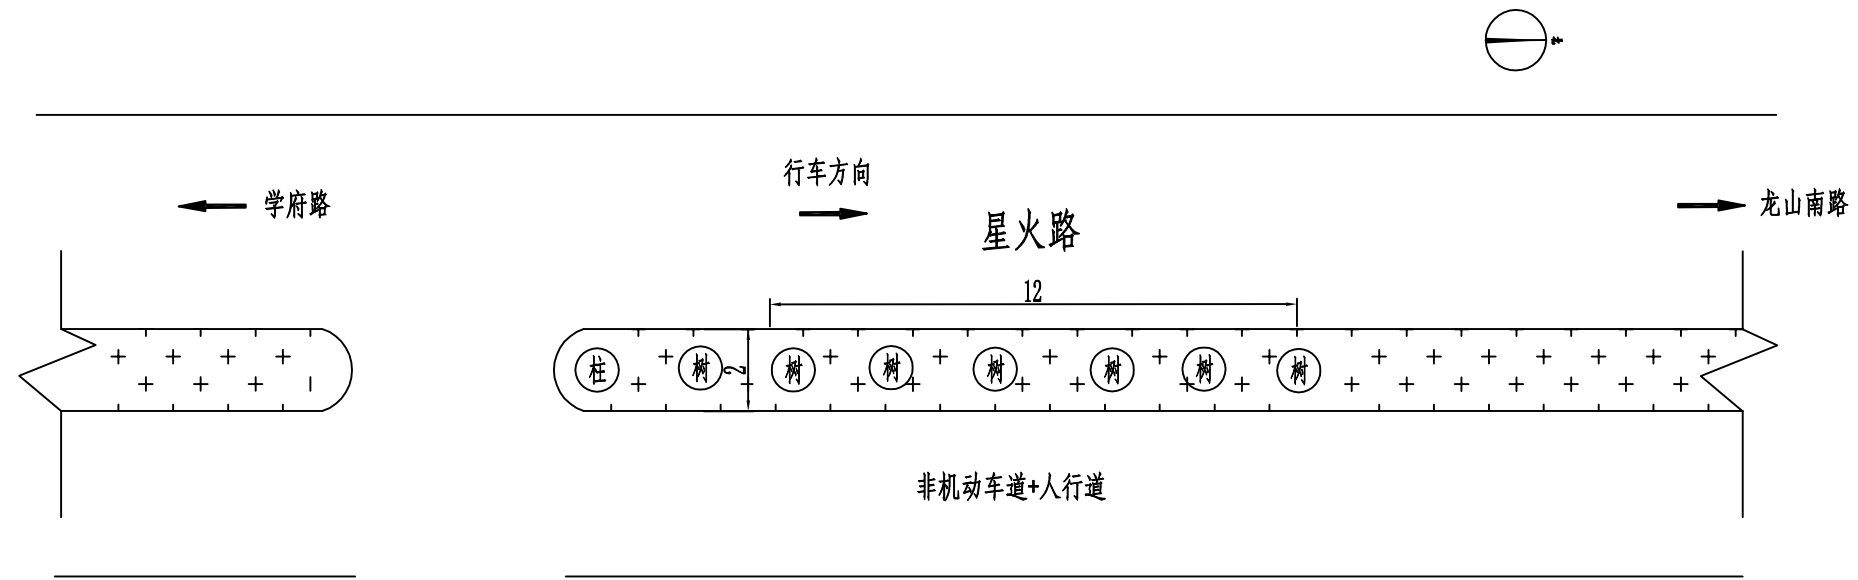 行车方向
学府路
龙山南路
星火路
12
柱 树 2 树 树 树 树 树 树
非机动车道+人行道